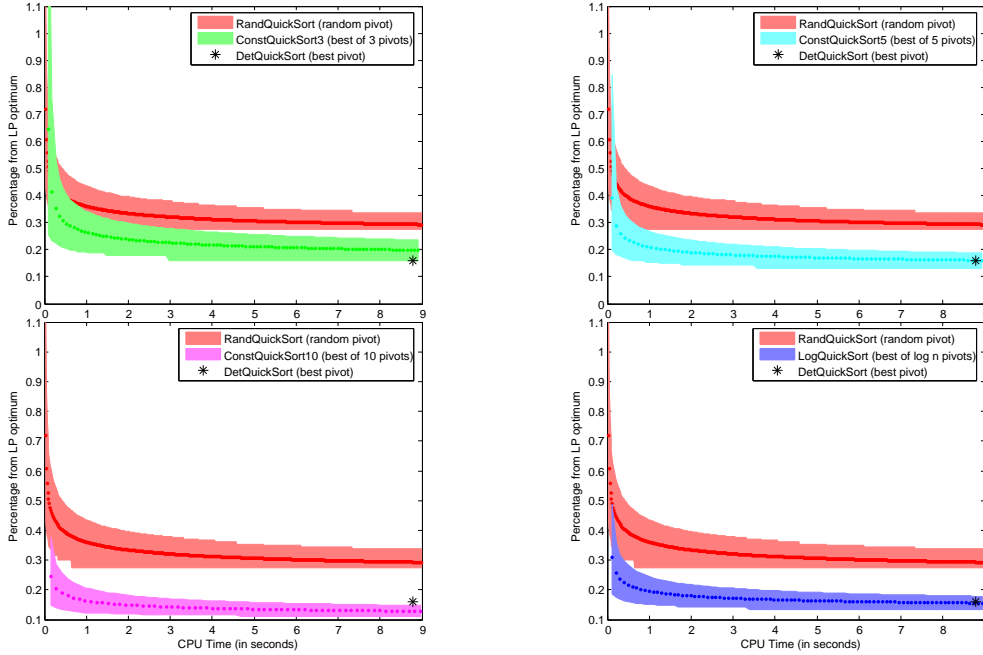 1.1
1
0.9
0.8
0.7
0.6
0.5
0.4
0.3
0.2
0.1
0
Percentage from LP optimum
0 1 2 3 4 5 6 7 8 9
CPU Time (in seconds)
RandQuickSort (random pivot)
ConstQuickSort3 (best of 3 pivots)
DetQuickSort (best pivot)
1.1
1
0.9
0.8
0.7
0.6
0.5
0.4
0.3
0.2
0.1
0
Percentage from LP optimum
0 1 2 3 4 5 6 7 8
CPU Time (in seconds)
RandQuickSort (random pivot)
ConstQuickSort5 (best of 5 pivots)
DetQuickSort (best pivot)
1.1
1
0.9
0.8
0.7
0.6
0.5
0.4
0.3
0.2
0.1
Percentage from LP optimum
0 1 2 3 4 5 6 7 8 9
CPU Time (in seconds)
RandQuickSort (random pivot)
ConstQuickSort10 (best of 10 pivots)
DetQuickSort (best pivot)
1.1
1
0.9
0.8
0.7
0.6
0.5
0.4
0.3
0.2
0.1
Percentage from LP optimum
0 1 2 3 4 5 6 7 8
CPU Time (in seconds)
RandQuickSort (random pivot)
LogQuickSort (best of log n pivots)
DetQuickSort (best pivot)